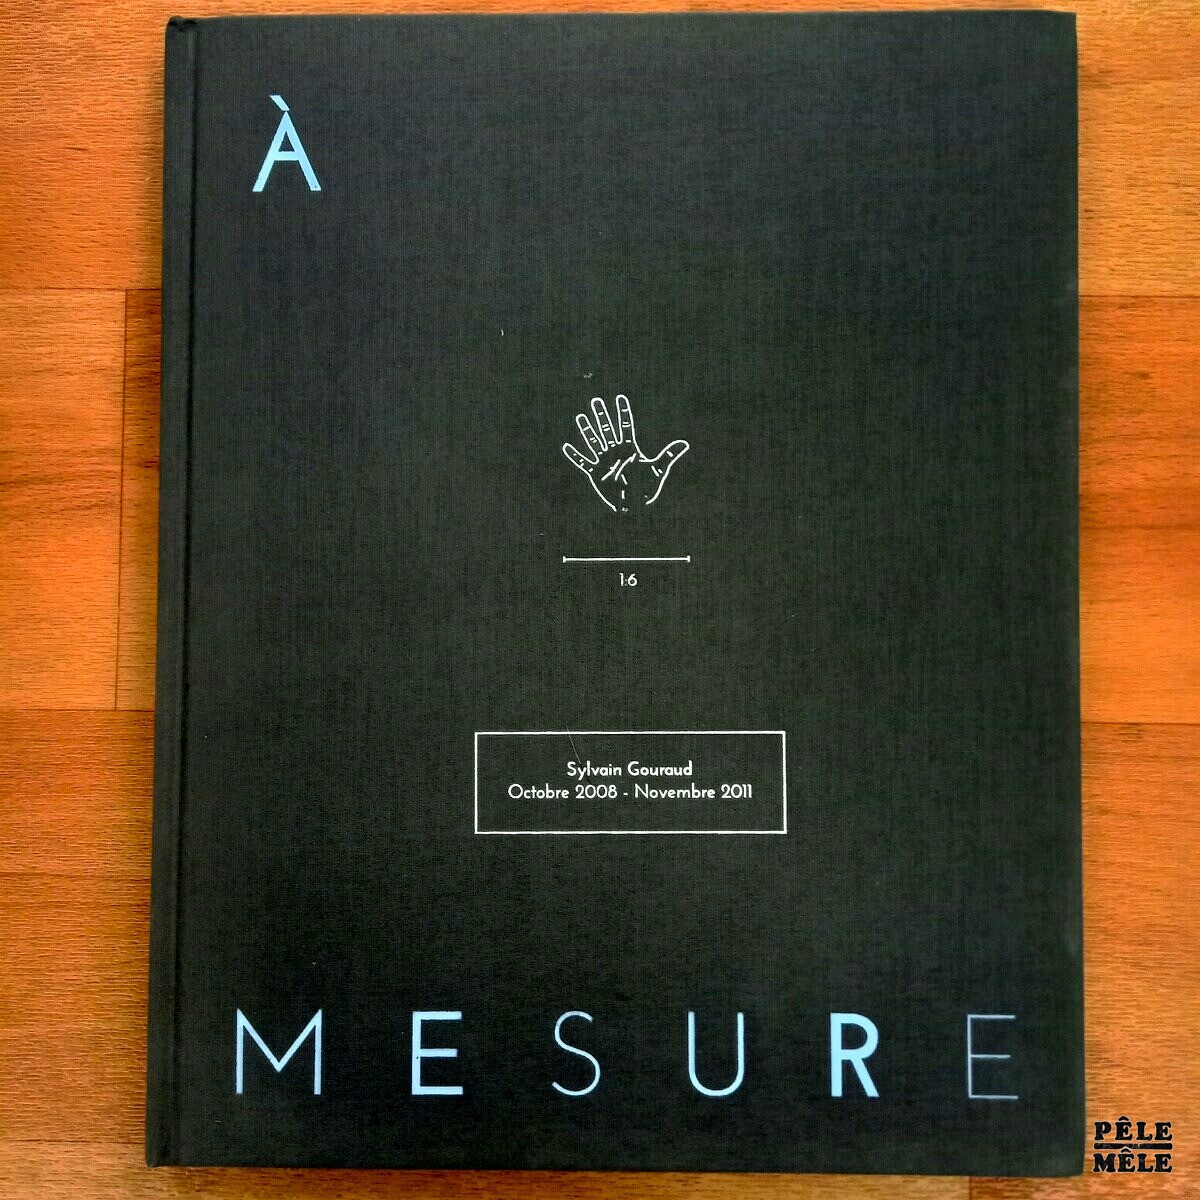 À
1:6
Sylvain Gouraud
Octobre 2008 - Novembre 2011
MESURE
PÊLE
MÊLE